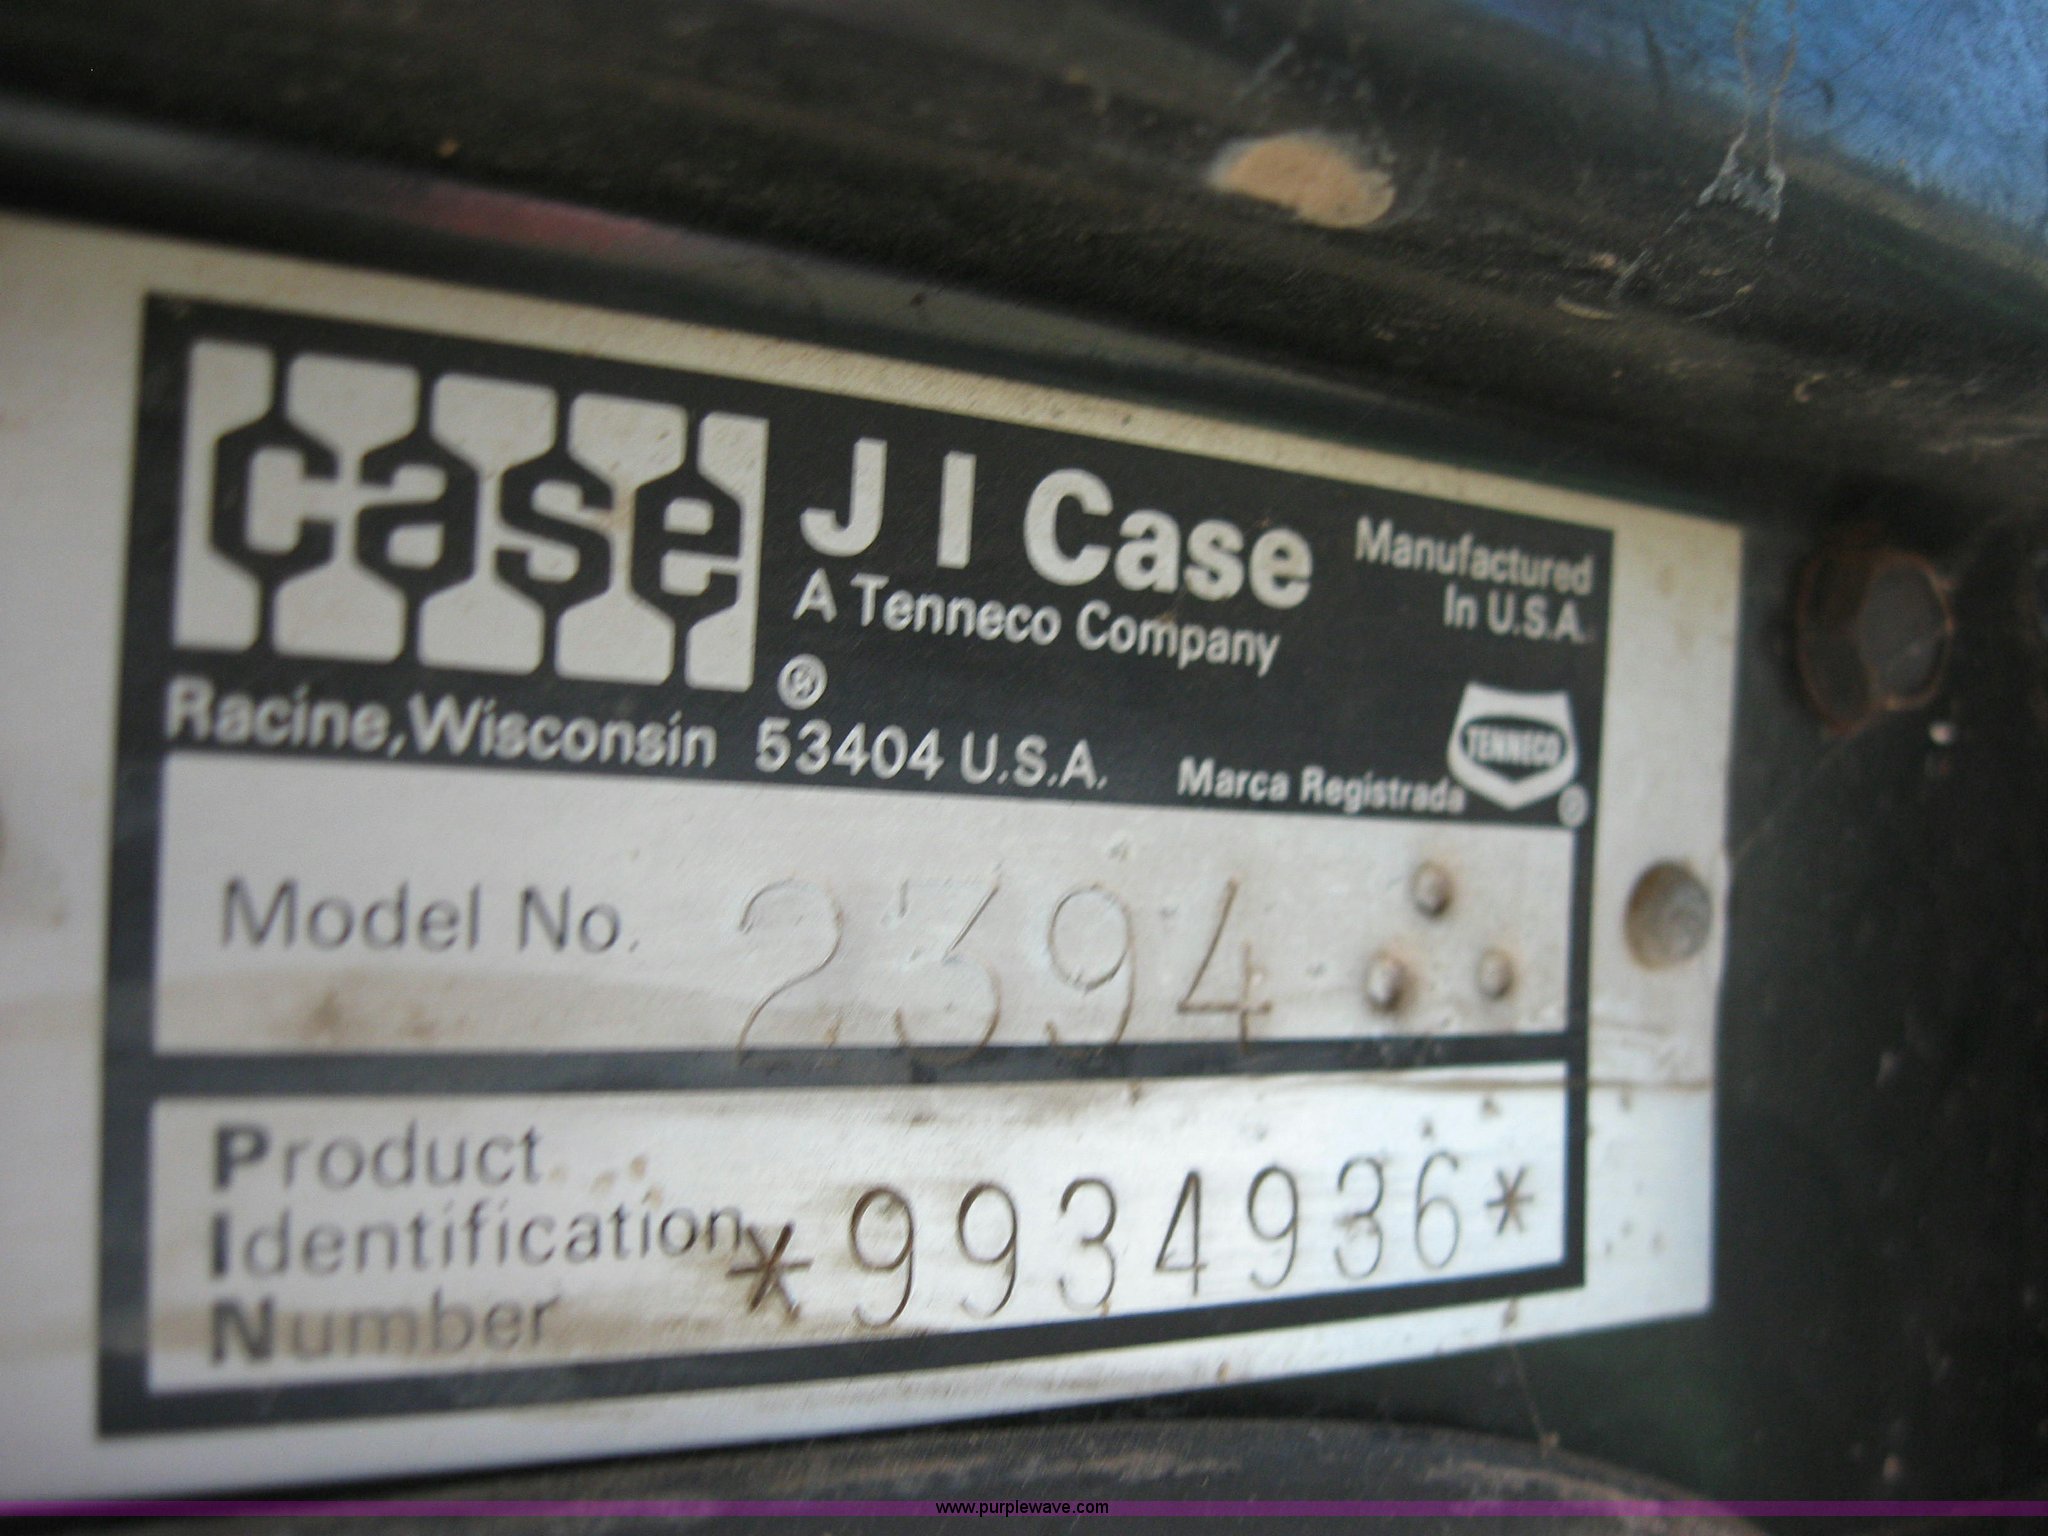 case
J I Case
A Tenneco Company
®
Manufactured
In U.S.A.
Racine, Wisconsin 53404 U.S.A.
Marca Registrada
TENNECO
®
Model No. 2394
Product
Identification
Number *9934936*
www.purplewave.com